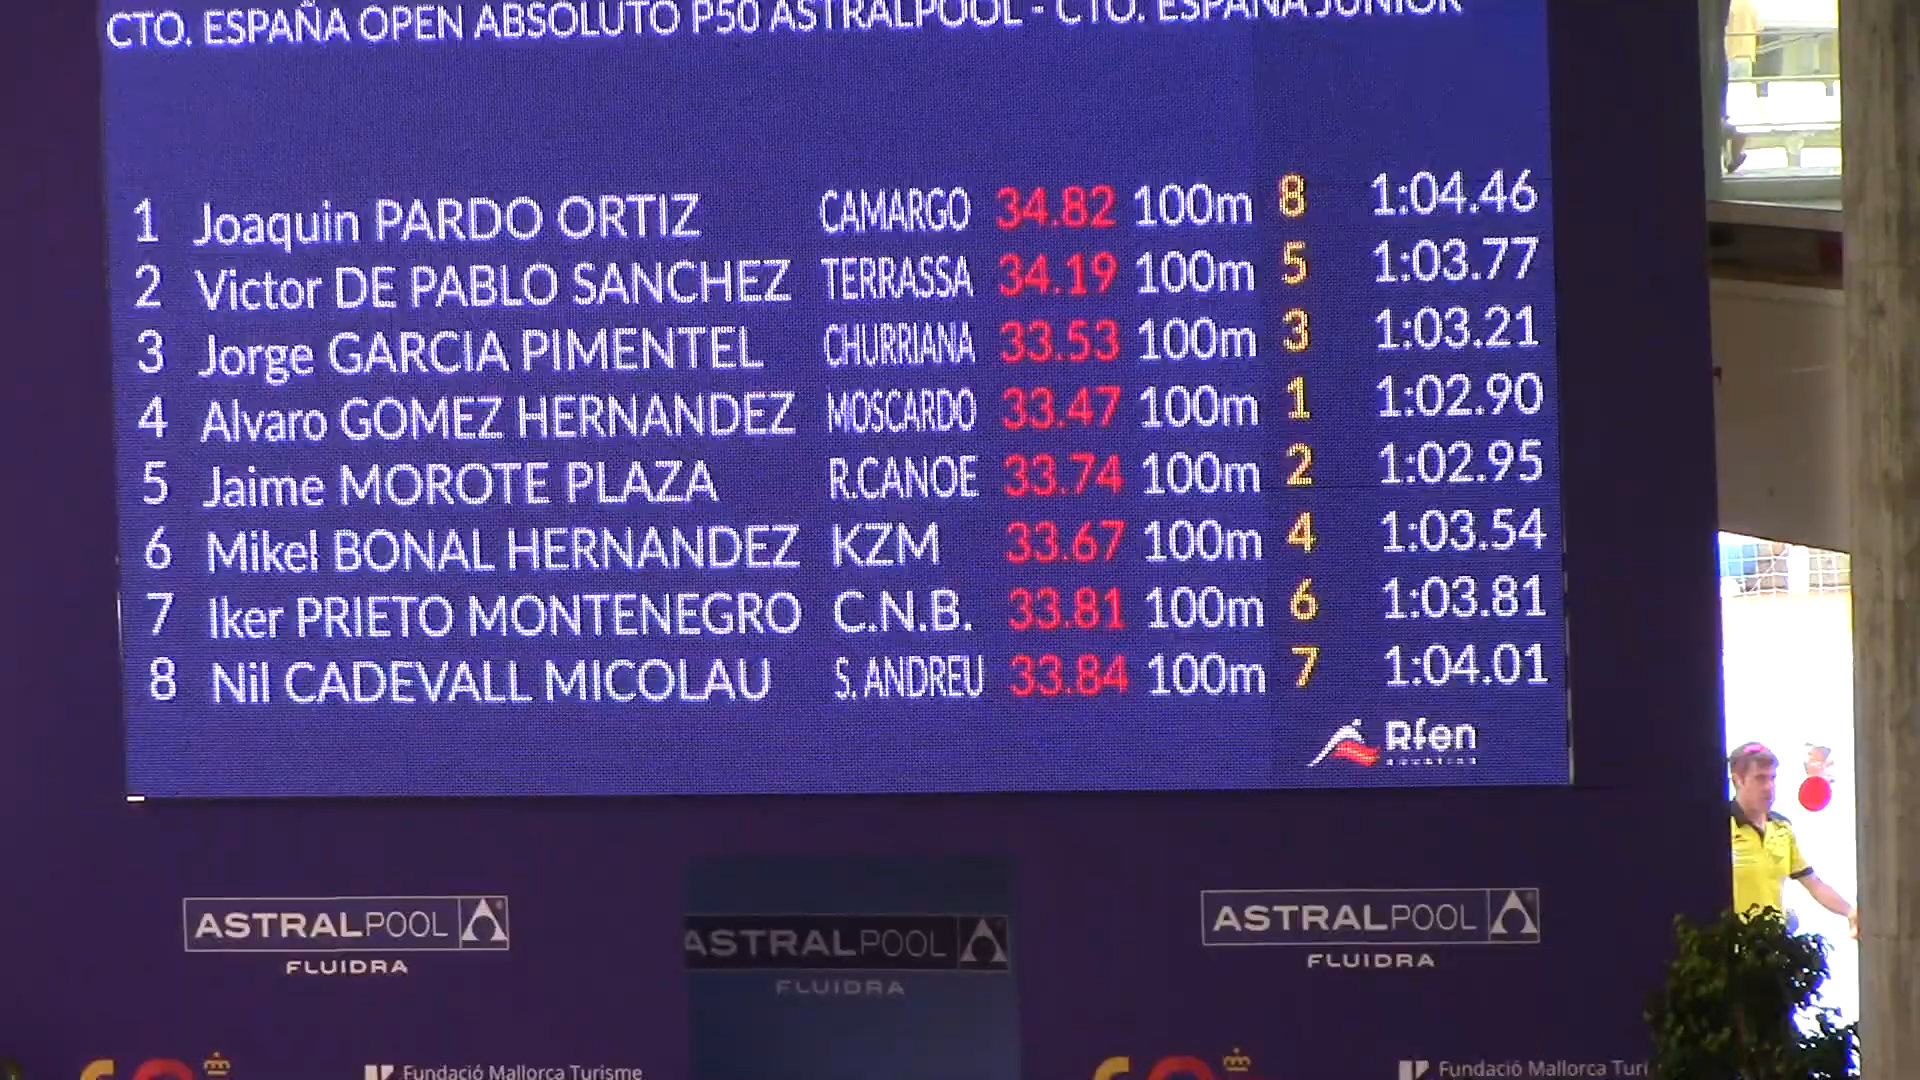 CTO. ESPAÑA OPEN ABSOLUTO P50 ASTRALPOOL - CTO. ESPAÑA JUNIOR
1 Joaquin PARDO ORTIZ CAMARGO 34.82 100m 8 1:04.46
2 Victor DE PABLO SANCHEZ TERRASSA 34.19 100m 5 1:03.77
3 Jorge GARCIA PIMENTEL CHURRIANA 33.53 100m 3 1:03.21
4 Alvaro GOMEZ HERNANDEZ MOSCARDO 33.47 100m 1 1:02.90
5 Jaime MOROTE PLAZA R.CANOE 33.74 100m 2 1:02.95
6 Mikel BONAL HERNANDEZ KZM 33.67 100m 4 1:03.54
7 Iker PRIETO MONTENEGRO C.N.B. 33.81 100m 6 1:03.81
8 Nil CADEVALL MICOLAU S. ANDREU 33.84 100m 7 1:04.01
Rfen
ASTRALPOOL ASTRALPOOL ASTRALPOOL
FLUIDRA FLUIDRA FLUIDRA
Fundació Mallorca Turisme Fundació Mallorca Turi